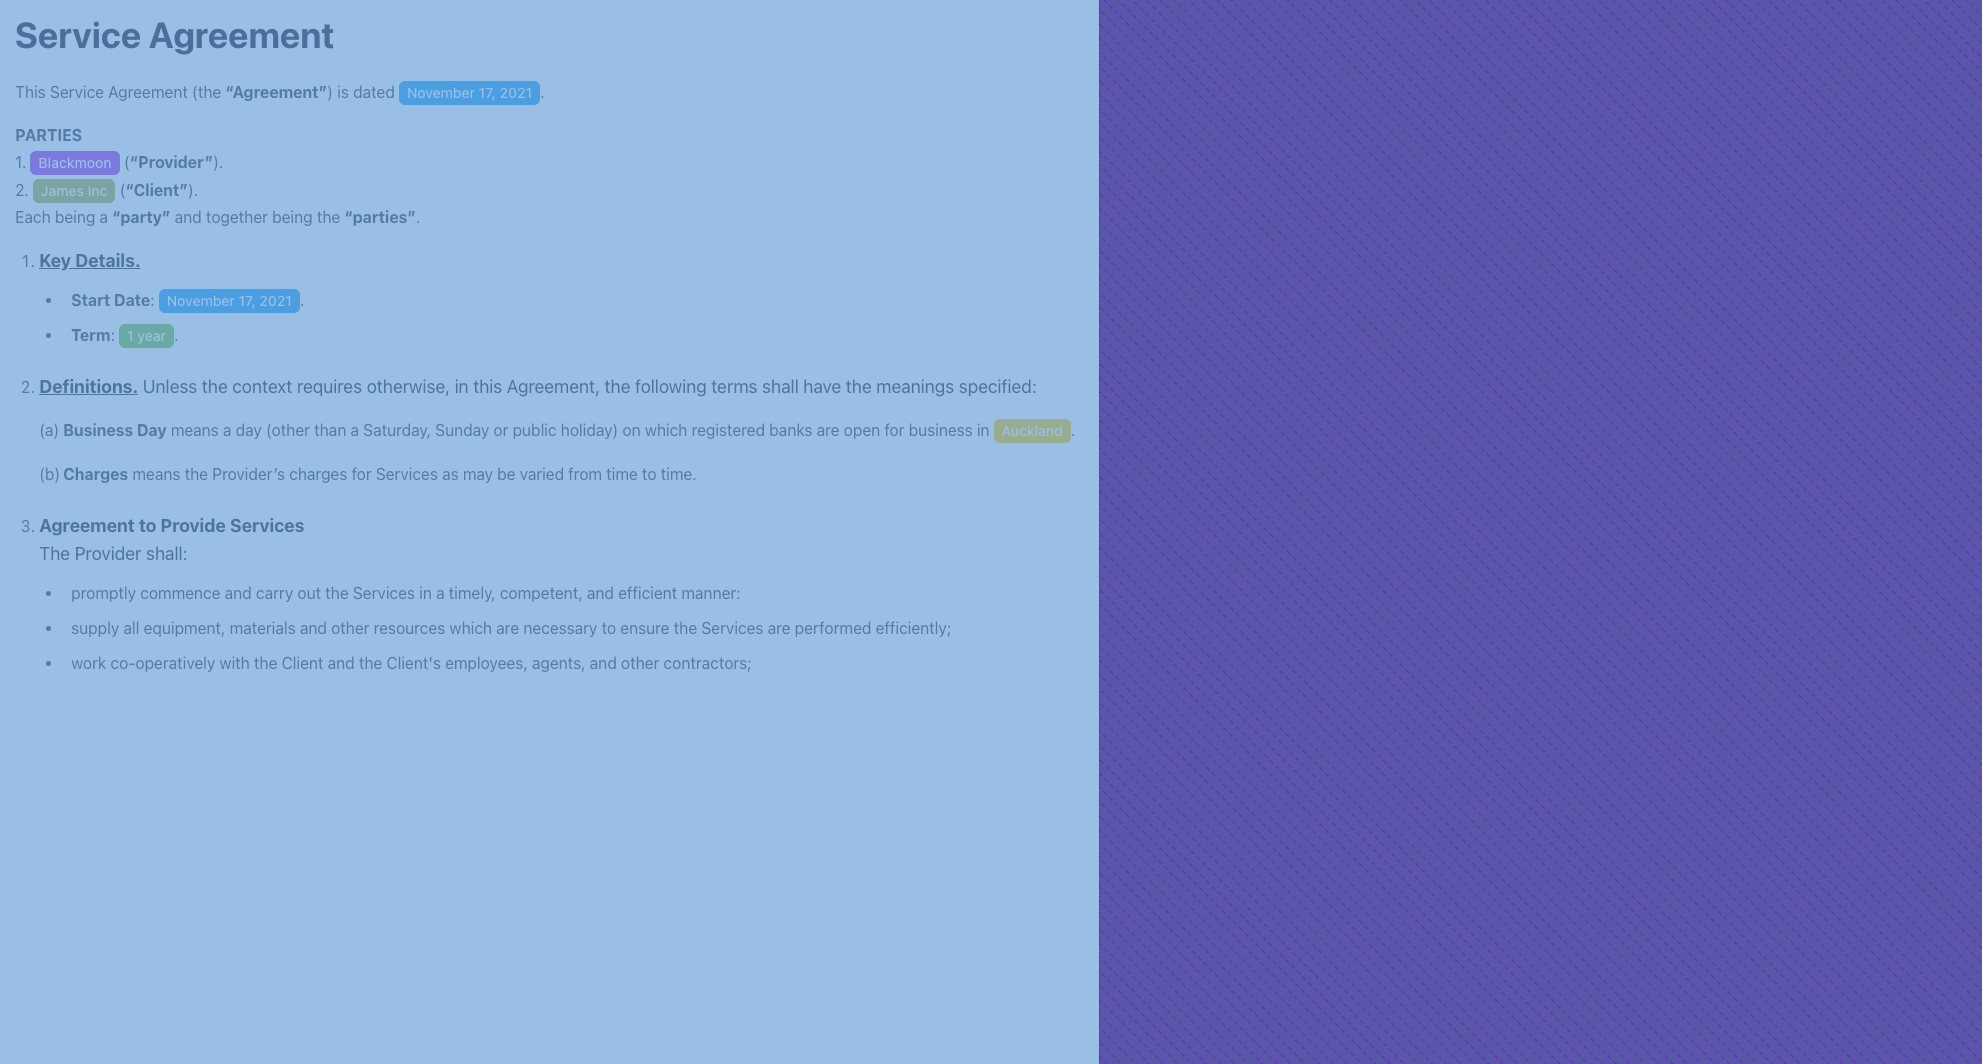 Service Agreement
This Service Agreement (the “Agreement”) is dated November 17, 2021.
PARTIES
1. Blackmoon (“Provider”).
2. James Inc (“Client”).
Each being a “party” and together being the “parties”.
1. Key Details.
• Start Date: November 17, 2021.
• Term: 1 year.
2. Definitions. Unless the context requires otherwise, in this Agreement, the following terms shall have the meanings specified:
(a) Business Day means a day (other than a Saturday, Sunday or public holiday) on which registered banks are open for business in Auckland.
(b) Charges means the Provider’s charges for Services as may be varied from time to time.
3. Agreement to Provide Services
The Provider shall:
• promptly commence and carry out the Services in a timely, competent, and efficient manner:
• supply all equipment, materials and other resources which are necessary to ensure the Services are performed efficiently;
• work co-operatively with the Client and the Client's employees, agents, and other contractors;